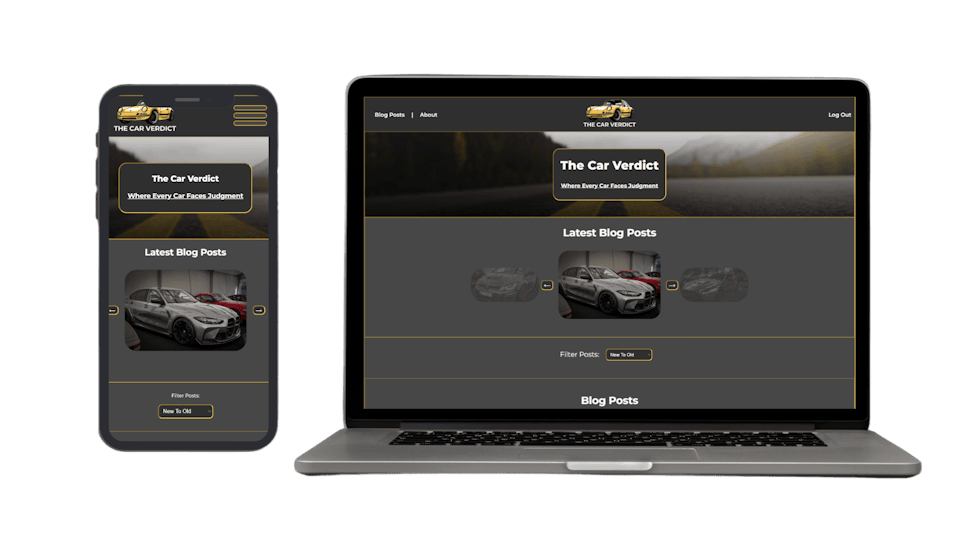 THE CAR VERDICT
The Car Verdict
Where Every Car Faces Judgment
Latest Blog Posts
Filter Posts:
New To Old
Blog Posts | About
THE CAR VERDICT
Log Out
The Car Verdict
Where Every Car Faces Judgment
Latest Blog Posts
Filter Posts: New To Old
Blog Posts